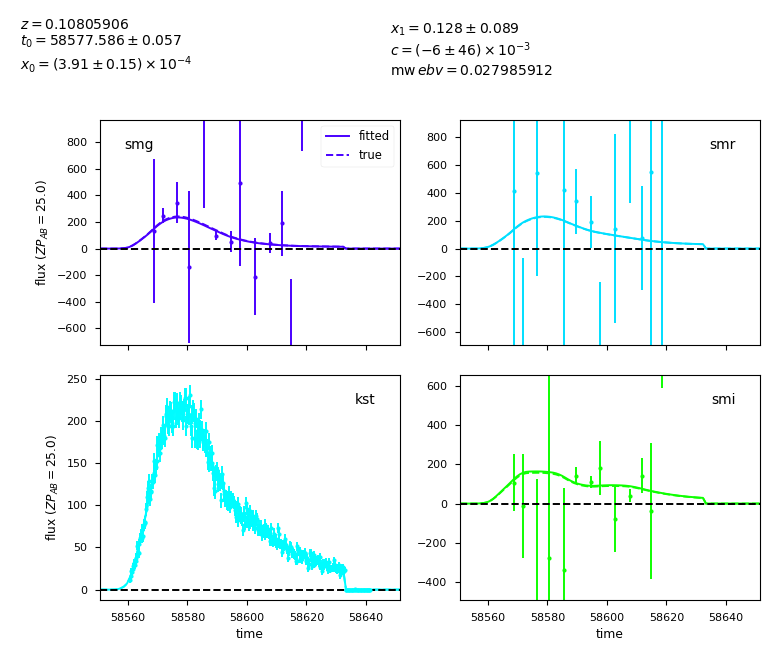 z = 0.10805906
t₀ = 58577.586 ± 0.057
x₀ = (3.91 ± 0.15) × 10⁻⁴
x₁ = 0.128 ± 0.089
c = (−6 ± 46) × 10⁻³
mw ebv = 0.027985912
smg
fitted
true
800
600
400
200
0
−200
−400
−600
flux (ZP_AB = 25.0)
smr
800
600
400
200
0
−200
−400
−600
kst
250
200
150
100
50
0
flux (ZP_AB = 25.0)
58560 58580 58600 58620 58640
time
smi
600
400
200
0
−200
−400
58560 58580 58600 58620 58640
time